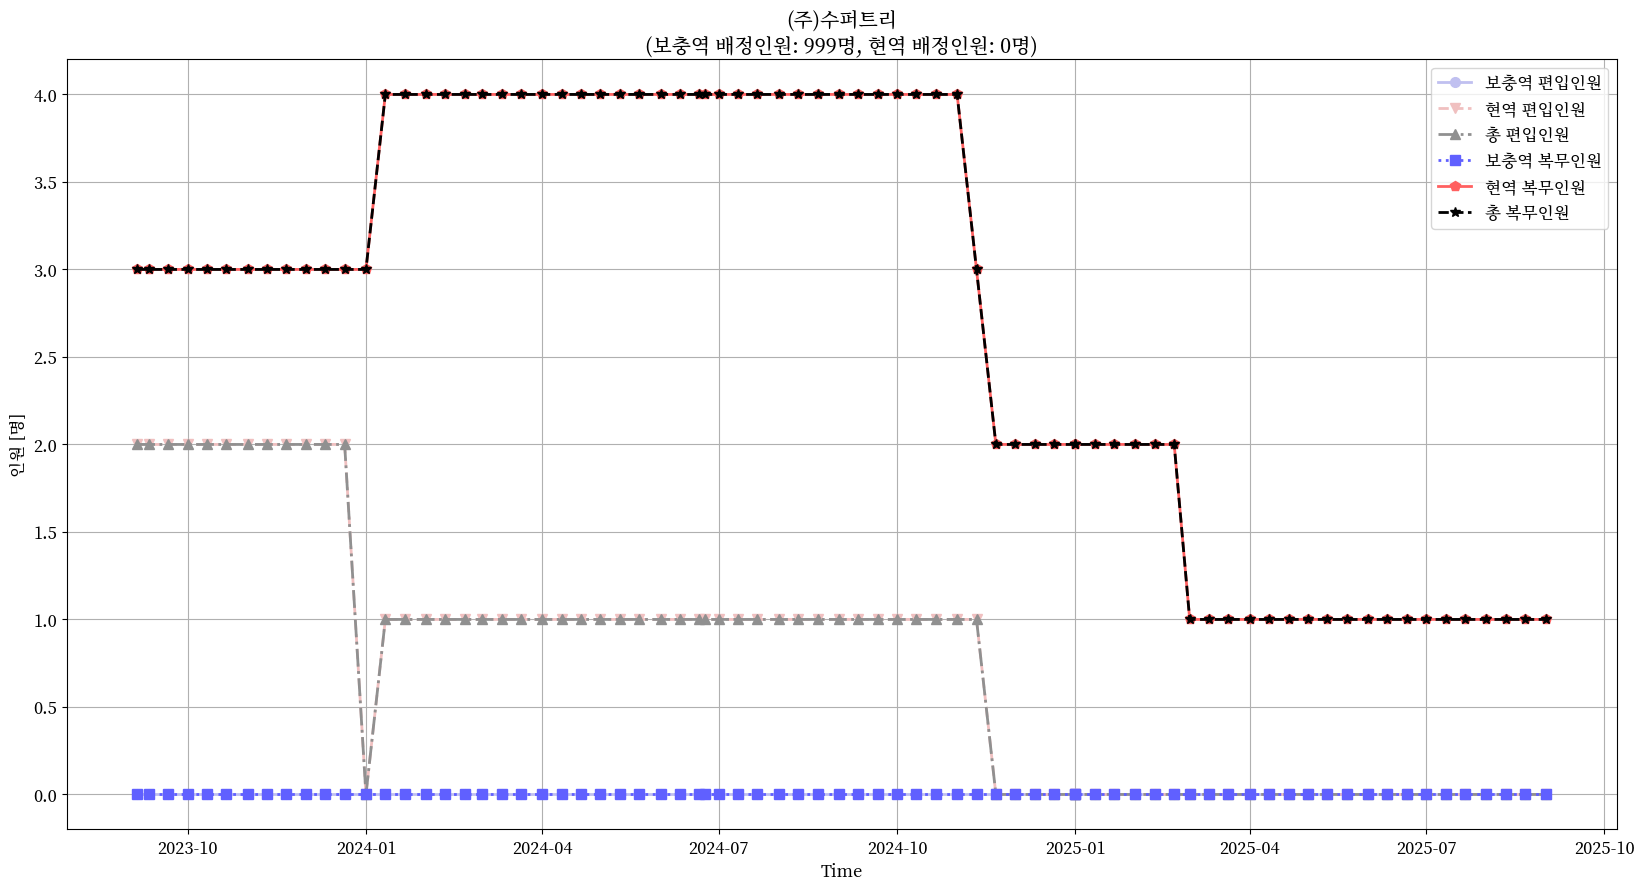 (주)수퍼트리
(보충역 배정인원: 999명, 현역 배정인원: 0명)
보충역 편입인원
현역 편입인원
총 편입인원
보충역 복무인원
현역 복무인원
총 복무인원
4.0
3.5
3.0
2.5
2.0
1.5
1.0
0.5
0.0
인원 [명]
2023-10 2024-01 2024-04 2024-07 2024-10 2025-01 2025-04 2025-07 2025-10
Time